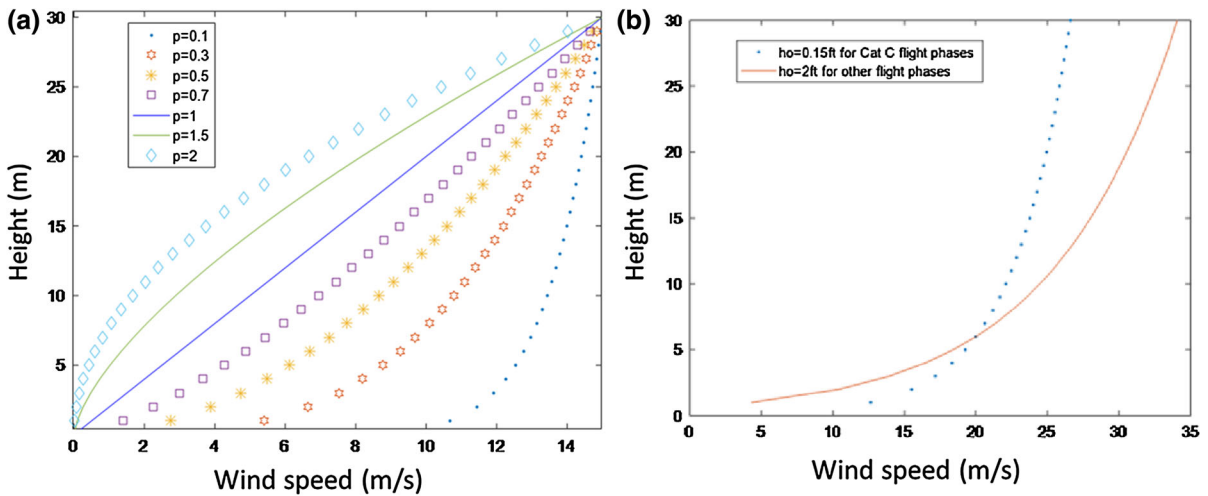 (a)
30
25
20
15
10
5
p=0.1
p=0.3
p=0.5
p=0.7
p=1
p=1.5
p=2
Height (m)
0 2 4 6 8 10 12 14
Wind speed (m/s)
(b)
30
25
20
15
10
5
0
ho=0.15ft for Cat C flight phases
ho=2ft for other flight phases
Height (m)
0 5 10 15 20 25 30 35
Wind speed (m/s)